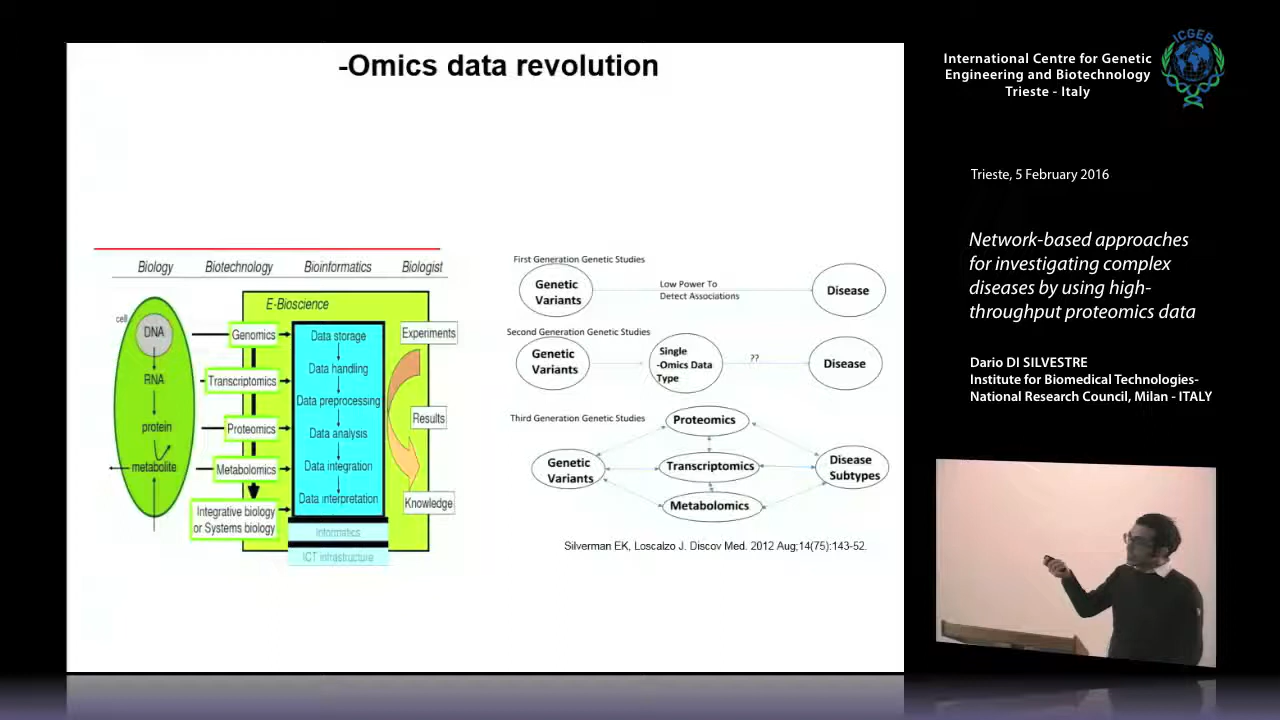 -Omics data revolution
Biology
Biotechnology
Bioinformatics
Biologist
E-Bioscience
cell
DNA
RNA
protein
metabolite
Genomics
Transcriptomics
Proteomics
Metabolomics
Integrative biology
or Systems biology
Data storage
Data handling
Data preprocessing
Data analysis
Data integration
Data interpretation
Informatics
ICT infrastructure
Experiments
Results
Knowledge
First Generation Genetic Studies
Genetic
Variants
Low Power To
Detect Associations
Disease
Second Generation Genetic Studies
Genetic
Variants
Single
-Omics Data
Type
??
Disease
Third Generation Genetic Studies
Proteomics
Genetic
Variants
Transcriptomics
Disease
Subtypes
Metabolomics
Silverman EK, Loscalzo J. Discov Med. 2012 Aug;14(75):143-52.
International Centre for Genetic
Engineering and Biotechnology
Trieste - Italy
ICGEB
Trieste, 5 February 2016
Network-based approaches
for investigating complex
diseases by using high-
throughput proteomics data
Dario DI SILVESTRE
Institute for Biomedical Technologies-
National Research Council, Milan - ITALY